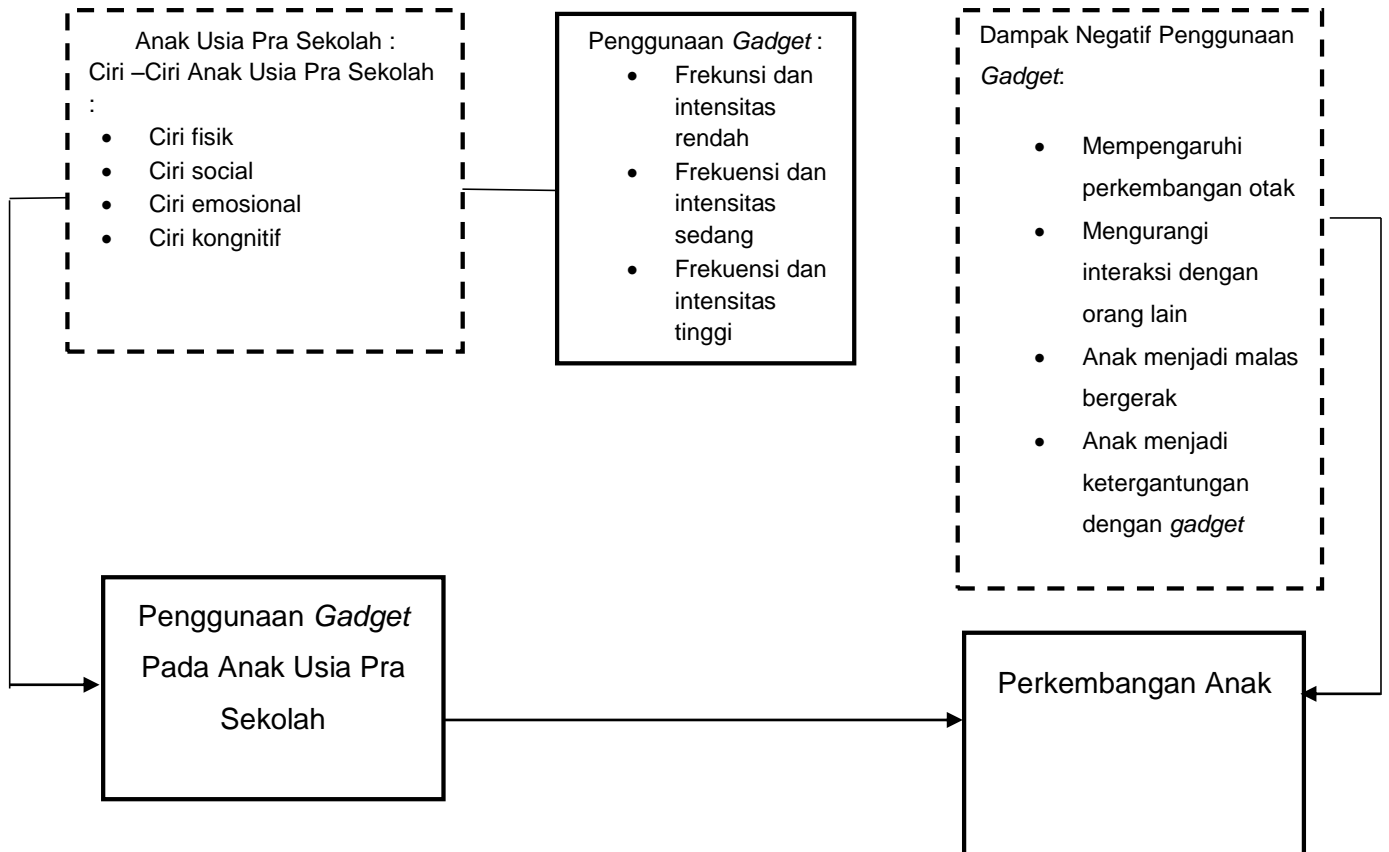 Anak Usia Pra Sekolah :
Ciri –Ciri Anak Usia Pra Sekolah
:
• Ciri fisik
• Ciri social
• Ciri emosional
• Ciri kongnitif
Penggunaan Gadget :
• Frekunsi dan
intensitas
rendah
• Frekuensi dan
intensitas
sedang
• Frekuensi dan
intensitas
tinggi
Dampak Negatif Penggunaan
Gadget:
• Mempengaruhi
perkembangan otak
• Mengurangi
interaksi dengan
orang lain
• Anak menjadi malas
bergerak
• Anak menjadi
ketergantungan
dengan gadget
Penggunaan Gadget
Pada Anak Usia Pra
Sekolah
Perkembangan Anak